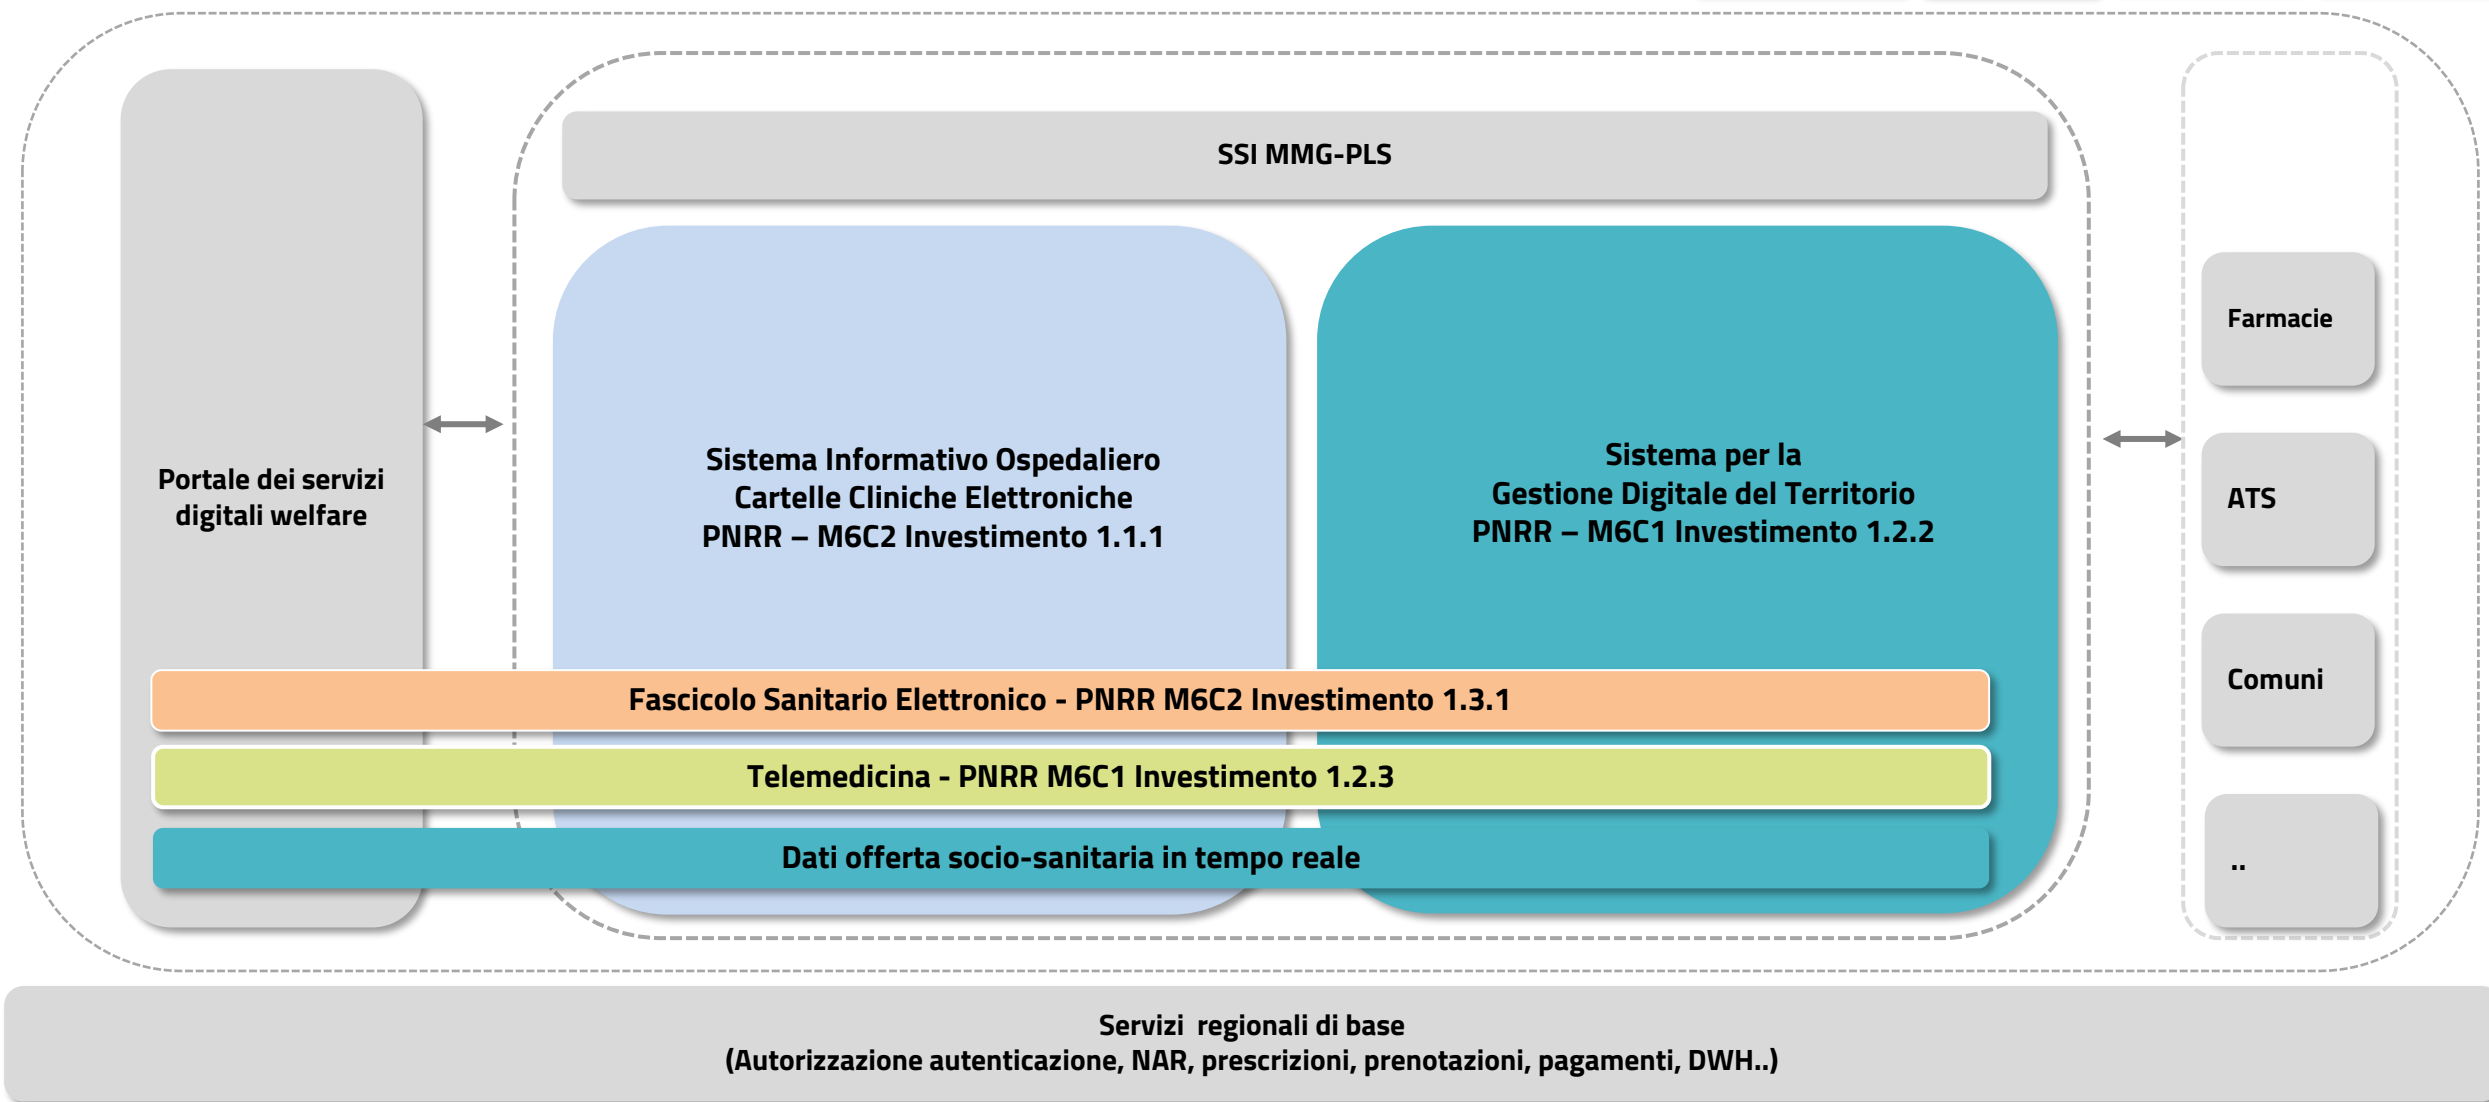 SSI MMG-PLS
Portale dei servizi
digitali welfare
Sistema Informativo Ospedaliero
Cartelle Cliniche Elettroniche
PNRR – M6C2 Investimento 1.1.1
Sistema per la
Gestione Digitale del Territorio
PNRR – M6C1 Investimento 1.2.2
Farmacie
ATS
Comuni
..
Fascicolo Sanitario Elettronico - PNRR M6C2 Investimento 1.3.1
Telemedicina - PNRR M6C1 Investimento 1.2.3
Dati offerta socio-sanitaria in tempo reale
Servizi  regionali di base
(Autorizzazione autenticazione, NAR, prescrizioni, prenotazioni, pagamenti, DWH..)